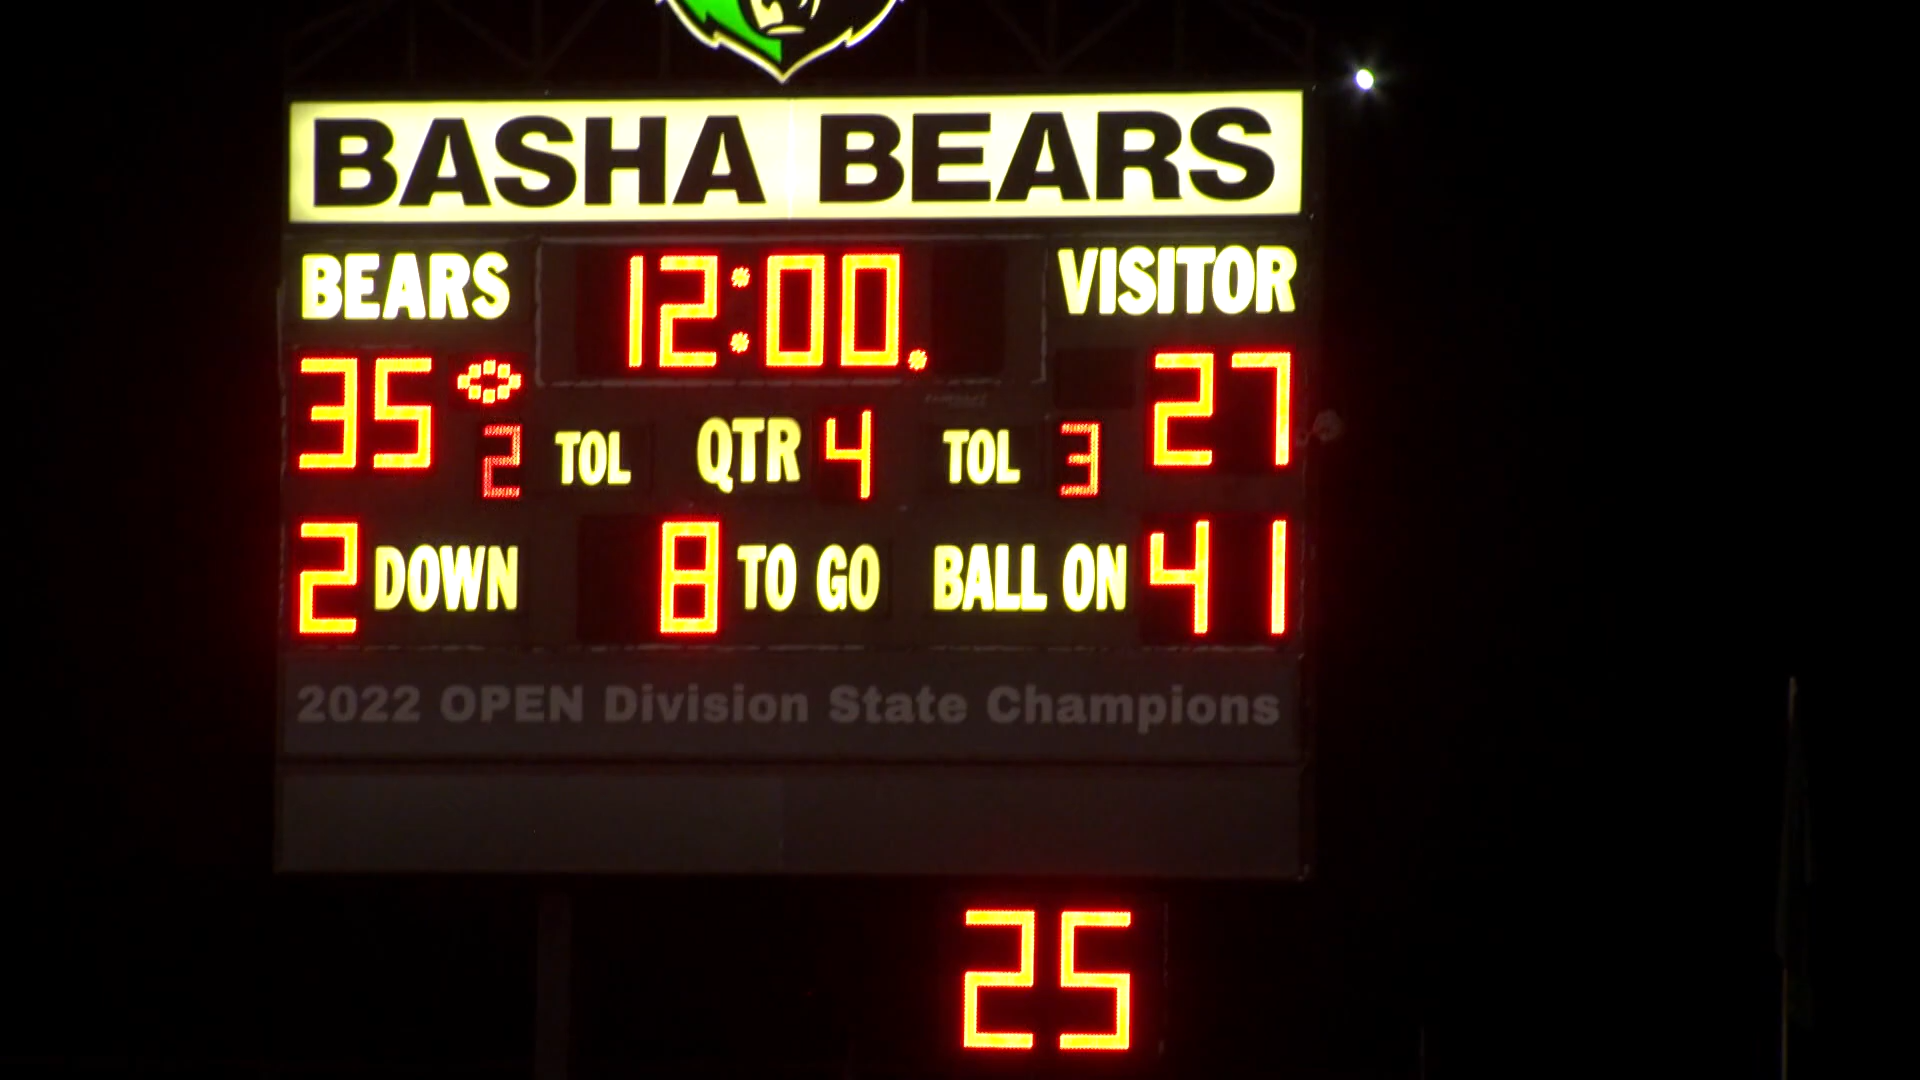 BASHA BEARS
BEARS 12:00 VISITOR
35 27
2 TOL QTR 4 TOL 3
2 DOWN 8 TO GO BALL ON 41
2022 OPEN Division State Champions
25